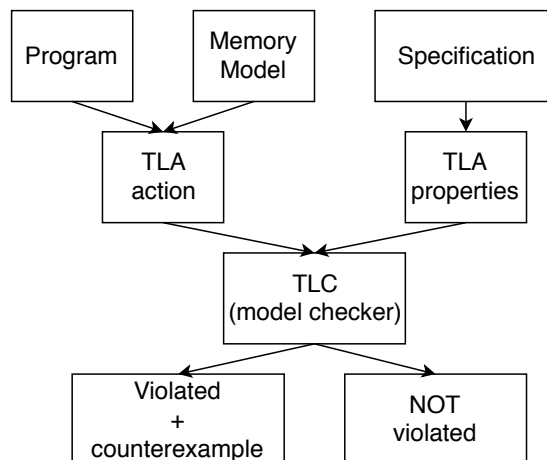 Program
Memory
Model
Specification
TLA
action
TLA
properties
TLC
(model checker)
Violated
+
counterexample
NOT
violated